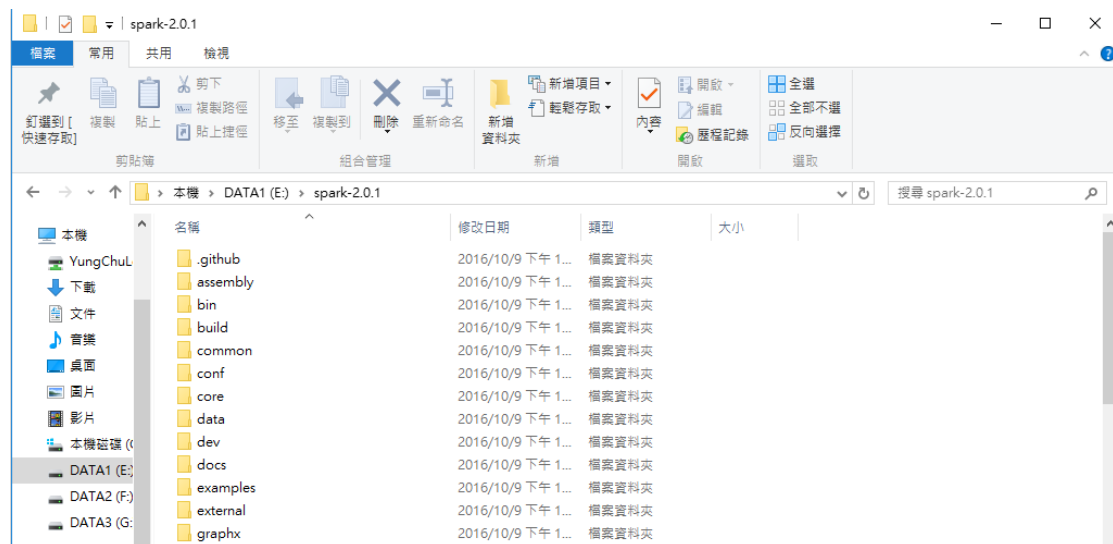 spark-2.0.1
檔案 常用 共用 檢視
釘選到 [快速存取]
複製
貼上
剪下
複製路徑
貼上捷徑
移至
複製到
刪除
重新命名
新增資料夾
新增項目
輕鬆存取
內容
開啟
編輯
歷程記錄
全選
全部不選
反向選擇
剪貼簿 組合管理 新增 開啟 選取
本機 › DATA1 (E:) › spark-2.0.1
搜尋 spark-2.0.1
本機
YungChuL
下載
文件
音樂
桌面
圖片
影片
本機磁碟 (
DATA1 (E:)
DATA2 (F:)
DATA3 (G:
名稱 修改日期 類型 大小
.github 2016/10/9 下午 1... 檔案資料夾
assembly 2016/10/9 下午 1... 檔案資料夾
bin 2016/10/9 下午 1... 檔案資料夾
build 2016/10/9 下午 1... 檔案資料夾
common 2016/10/9 下午 1... 檔案資料夾
conf 2016/10/9 下午 1... 檔案資料夾
core 2016/10/9 下午 1... 檔案資料夾
data 2016/10/9 下午 1... 檔案資料夾
dev 2016/10/9 下午 1... 檔案資料夾
docs 2016/10/9 下午 1... 檔案資料夾
examples 2016/10/9 下午 1... 檔案資料夾
external 2016/10/9 下午 1... 檔案資料夾
graphx 2016/10/9 下午 1... 檔案資料夾